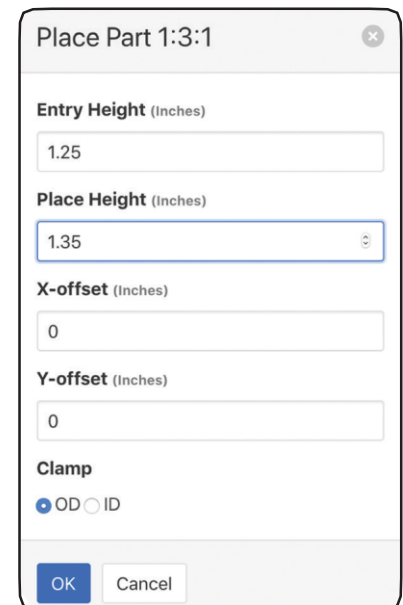 Place Part 1:3:1
Entry Height (Inches)
1.25
Place Height (Inches)
1.35
X-offset (Inches)
0
Y-offset (Inches)
0
Clamp
OD ID
OK Cancel